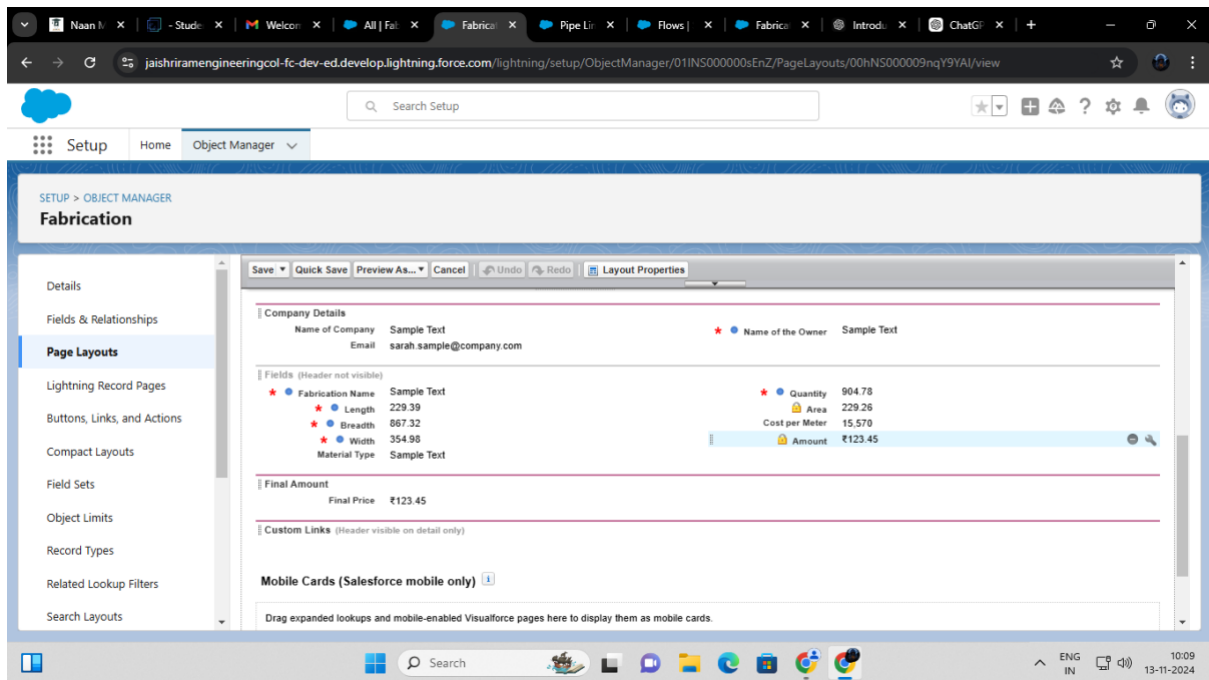 Naan M
- Stude
Welcon
All | Fab
Fabricat
Pipe Lin
Flows |
Fabrica
Introdu
ChatGP
jaishriramengineeringcol-fc-dev-ed.develop.lightning.force.com/lightning/setup/ObjectManager/01INS000000sEnZ/PageLayouts/00hNS000009nqY9YAI/view
Search Setup
Setup Home Object Manager
SETUP > OBJECT MANAGER
Fabrication
Details
Fields & Relationships
Page Layouts
Lightning Record Pages
Buttons, Links, and Actions
Compact Layouts
Field Sets
Object Limits
Record Types
Related Lookup Filters
Search Layouts
Save Quick Save Preview As... Cancel Undo Redo Layout Properties
Company Details
Name of Company Sample Text * Name of the Owner Sample Text
Email sarah.sample@company.com
Fields (Header not visible)
* Fabrication Name Sample Text * Quantity 904.78
* Length 229.39 Area 229.26
* Breadth 867.32 Cost per Meter 15,570
* Width 354.98 Amount ₹123.45
Material Type Sample Text
Final Amount
Final Price ₹123.45
Custom Links (Header visible on detail only)
Mobile Cards (Salesforce mobile only) i
Drag expanded lookups and mobile-enabled Visualforce pages here to display them as mobile cards.
Search
ENG
IN
10:09
13-11-2024